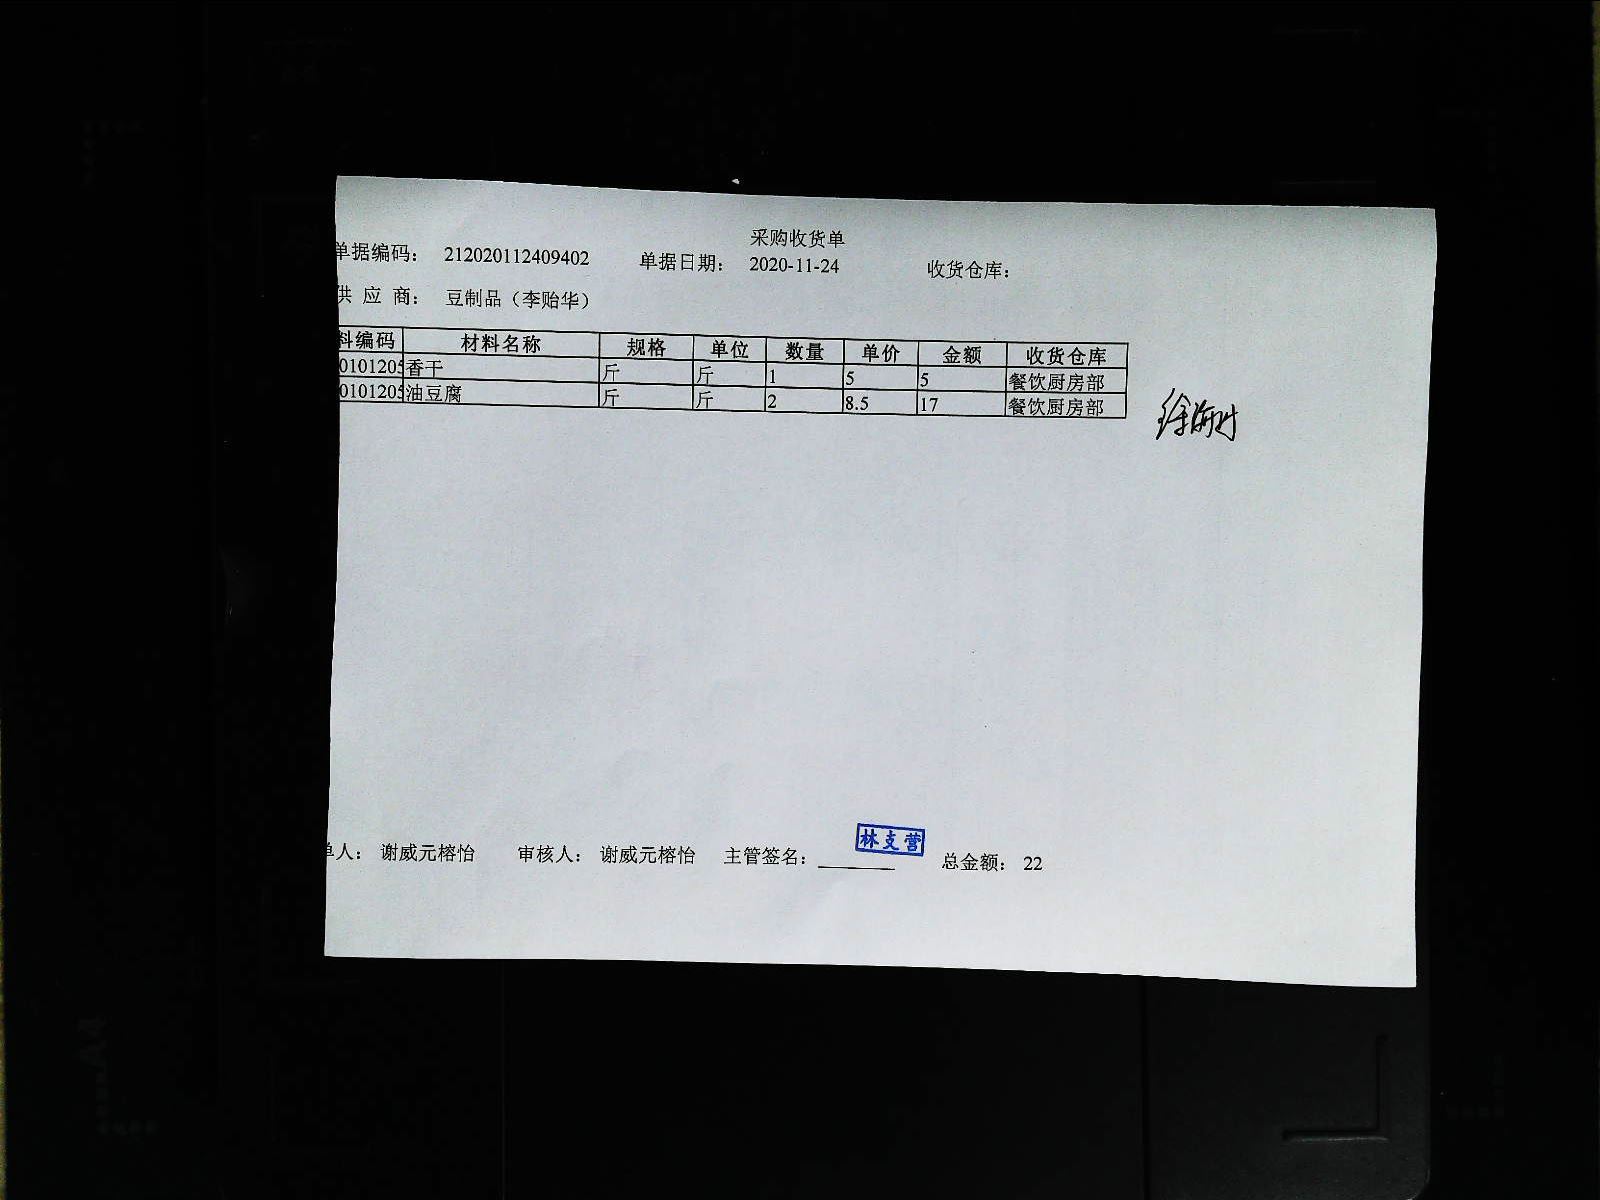 采购收货单
单据编码: 212020112409402 单据日期: 2020-11-24 收货仓库:
供 应 商: 豆制品（李贻华）
料编码 材料名称 规格 单位 数量 单价 金额 收货仓库
0101205 香干 斤 斤 1 5 5 餐饮厨房部
0101205 油豆腐 斤 斤 2 8.5 17 餐饮厨房部
林支营
单人: 谢威元榕怡 审核人: 谢威元榕怡 主管签名: 总金额: 22